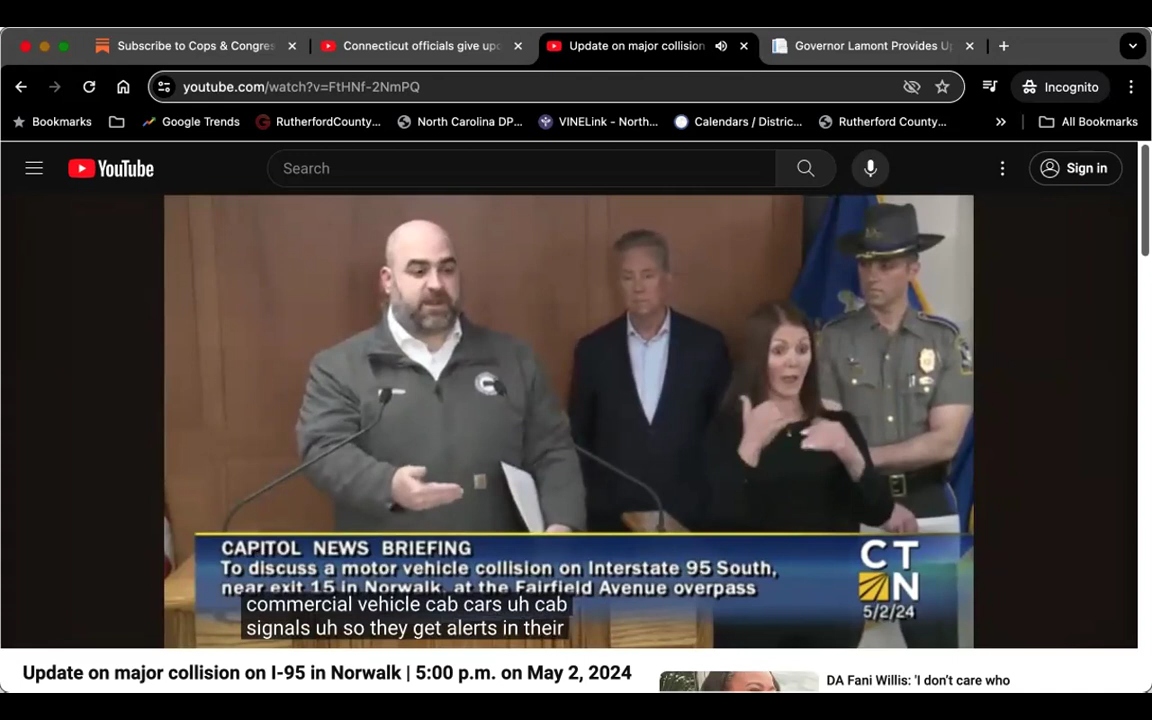 Subscribe to Cops & Congres
Connecticut officials give upd
Update on major collision
Governor Lamont Provides U
youtube.com/watch?v=FtHNf-2NmPQ
Incognito
Bookmarks
Google Trends
RutherfordCounty,...
North Carolina DP...
VINELink - North...
Calendars / Distric...
Rutherford County...
All Bookmarks
YouTube
Search
Sign in
CAPITOL NEWS BRIEFING
To discuss a motor vehicle collision on Interstate 95 South,
near exit 15 in Norwalk, at the Fairfield Avenue overpass
CT
N
5/2/24
commercial vehicle cab cars uh cab
signals uh so they get alerts in their
Update on major collision on I-95 in Norwalk | 5:00 p.m. on May 2, 2024
DA Fani Willis: 'I don't care who